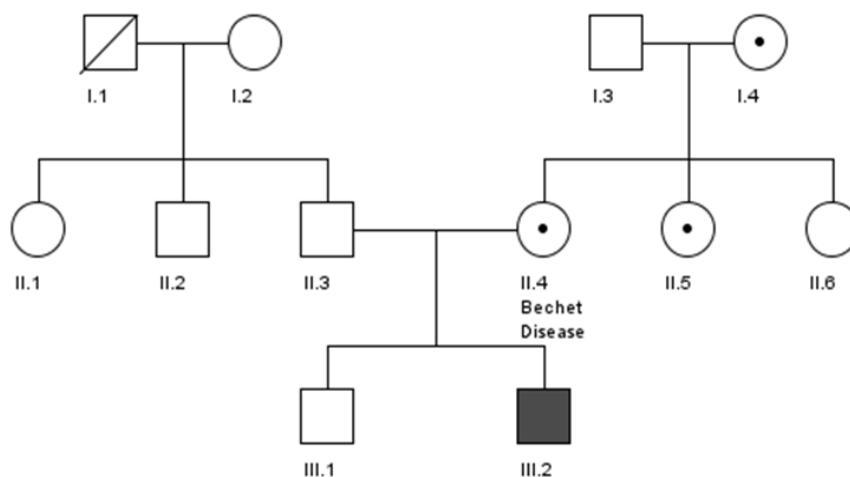 I.1
I.2
I.3
I.4
II.1
II.2
II.3
II.4
Bechet
Disease
II.5
II.6
III.1
III.2